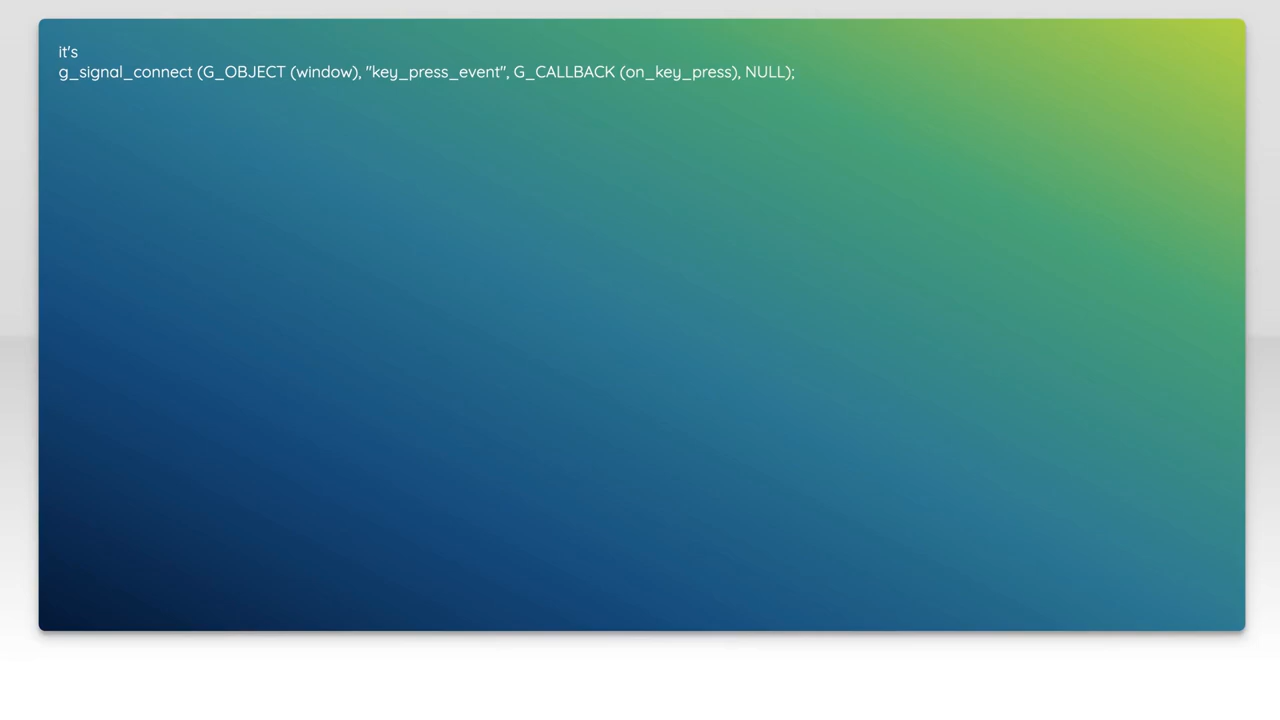 it's
g_signal_connect (G_OBJECT (window), "key_press_event", G_CALLBACK (on_key_press), NULL);